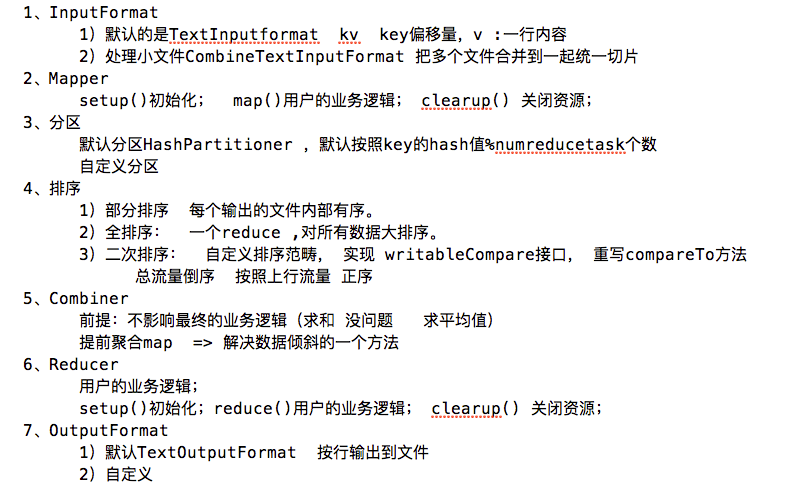 1、InputFormat
1）默认的是TextInputformat kv key偏移量，v :一行内容
2）处理小文件CombineTextInputFormat 把多个文件合并到一起统一切片
2、Mapper
setup()初始化； map()用户的业务逻辑； clearup() 关闭资源；
3、分区
默认分区HashPartitioner ，默认按照key的hash值%numreducetask个数
自定义分区
4、排序
1）部分排序 每个输出的文件内部有序。
2）全排序： 一个reduce ,对所有数据大排序。
3）二次排序： 自定义排序范畴， 实现 writableCompare接口， 重写compareTo方法
总流量倒序 按照上行流量 正序
5、Combiner
前提：不影响最终的业务逻辑（求和 没问题 求平均值）
提前聚合map => 解决数据倾斜的一个方法
6、Reducer
用户的业务逻辑；
setup()初始化；reduce()用户的业务逻辑； clearup() 关闭资源；
7、OutputFormat
1）默认TextOutputFormat 按行输出到文件
2）自定义